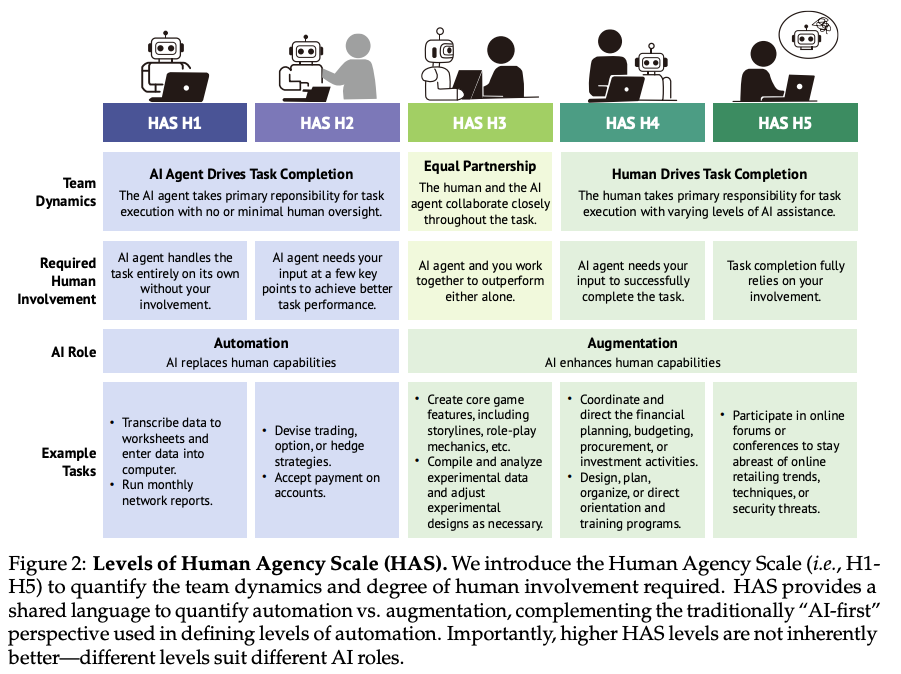 HAS H1
HAS H2
HAS H3
HAS H4
HAS H5
Team
Dynamics
AI Agent Drives Task Completion
The AI agent takes primary reponsibility for task
execution with no or minimal human oversight.
Equal Partnership
The human and the AI
agent collaborate closely
throughout the task.
Human Drives Task Completion
The human takes primary responsibility for task
execution with varying levels of AI assistance.
Required
Human
Involvement
AI agent handles the
task entirely on its own
without your
involvement.
AI agent needs your
input at a few key
points to achieve better
task performance.
AI agent and you work
together to outperform
either alone.
AI agent needs your
input to successfully
complete the task.
Task completion fully
relies on your
involvement.
AI Role
Automation
AI replaces human capabilities
Augmentation
AI enhances human capabilities
Example
Tasks
• Transcribe data to
worksheets and
enter data into
computer.
• Run monthly
network reports.
• Devise trading,
option, or hedge
strategies.
• Accept payment on
accounts.
• Create core game
features, including
storylines, role-play
mechanics, etc.
• Compile and analyze
experimental data
and adjust
experimental
designs as necessary.
• Coordinate and
direct the financial
planning, budgeting,
procurement, or
investment activities.
• Design, plan,
organize, or direct
orientation and
training programs.
• Participate in online
forums or
conferences to stay
abreast of online
retailing trends,
techniques, or
security threats.
Figure 2: Levels of Human Agency Scale (HAS). We introduce the Human Agency Scale (i.e., H1-
H5) to quantify the team dynamics and degree of human involvement required. HAS provides a
shared language to quantify automation vs. augmentation, complementing the traditionally “AI-first”
perspective used in defining levels of automation. Importantly, higher HAS levels are not inherently
better—different levels suit different AI roles.